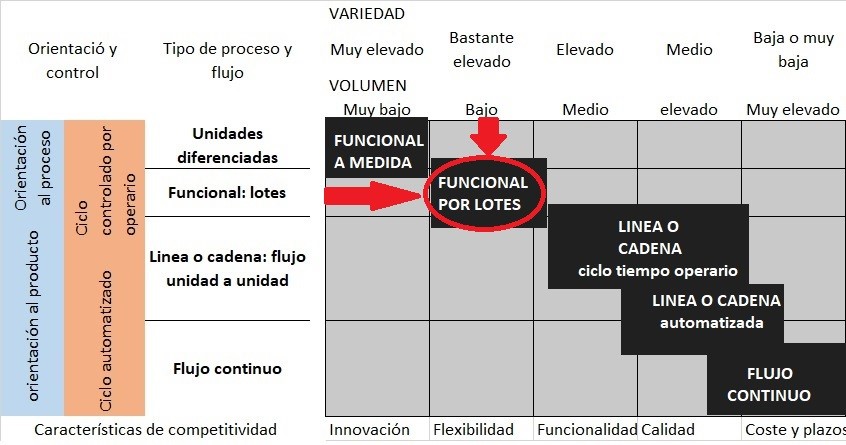 VARIEDAD
Orientació y
control
Tipo de proceso y
flujo
Muy elevado
Bastante
elevado
Elevado
Medio
Baja o muy
baja
VOLUMEN
Muy bajo
Bajo
Medio
elevado
Muy elevado
Orientación
al proceso
orientación al producto
Ciclo
controlado por
operario
Ciclo automatizado
Unidades
diferenciadas
Funcional: lotes
Linea o cadena: flujo
unidad a unidad
Flujo continuo
FUNCIONAL
A MEDIDA
FUNCIONAL
POR LOTES
LINEA O
CADENA
ciclo tiempo operario
LINEA O CADENA
automatizada
FLUJO
CONTINUO
Características de competitividad
Innovación
Flexibilidad
Funcionalidad
Calidad
Coste y plazos